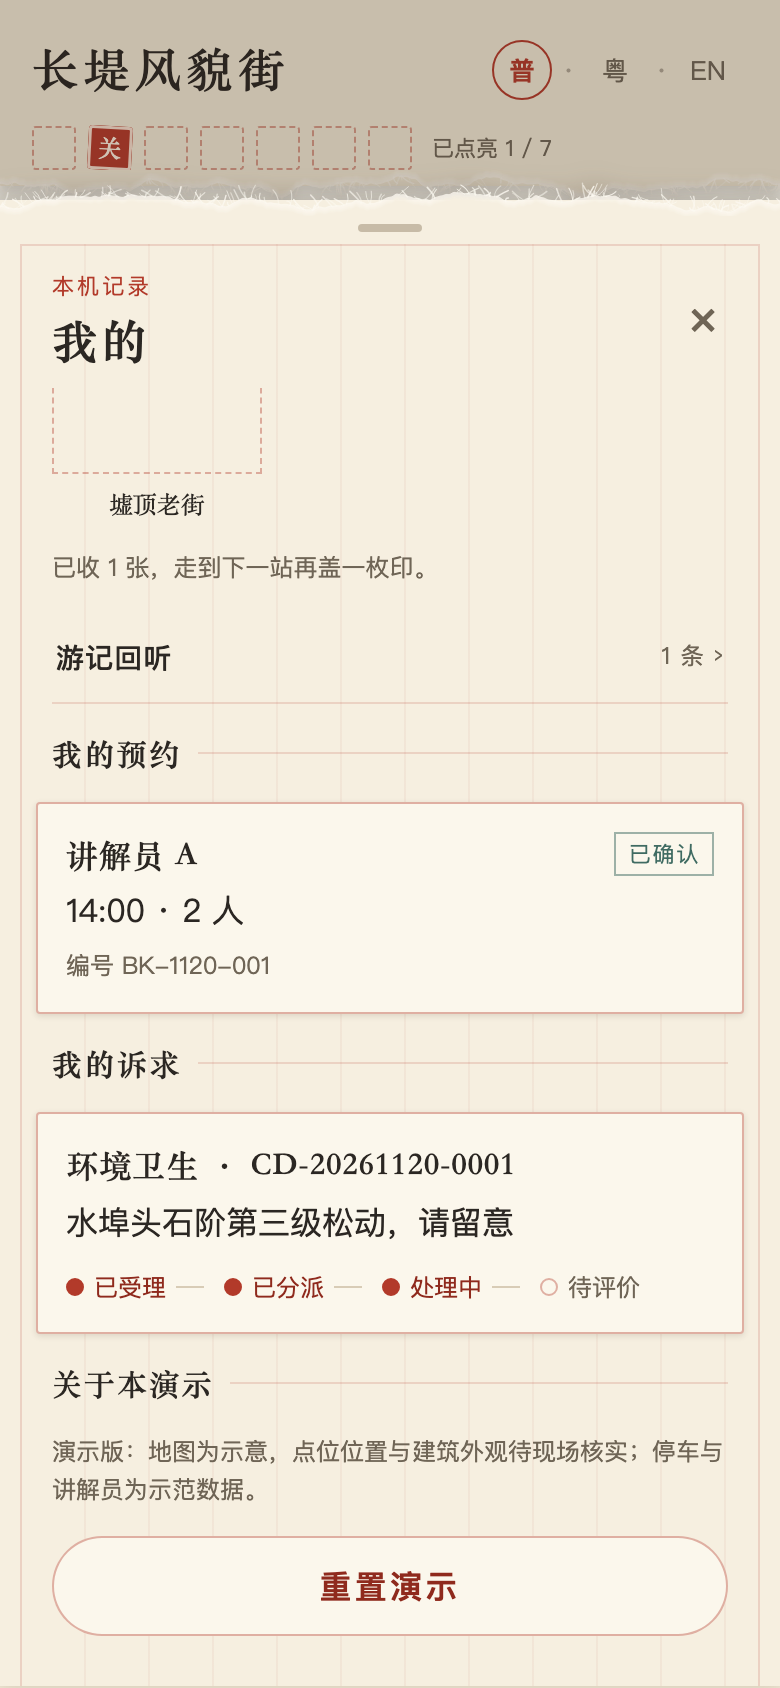 长堤风貌街
普 · 粤 · EN
关 已点亮 1 / 7
本机记录
我的
墟顶老街
已收 1 张，走到下一站再盖一枚印。
游记回听 1 条 ›
我的预约
讲解员 A 已确认
14:00 · 2 人
编号 BK–1120–001
我的诉求
环境卫生 · CD-20261120-0001
水埠头石阶第三级松动，请留意
已受理 已分派 处理中 待评价
关于本演示
演示版：地图为示意，点位位置与建筑外观待现场核实；停车与
讲解员为示范数据。
重置演示